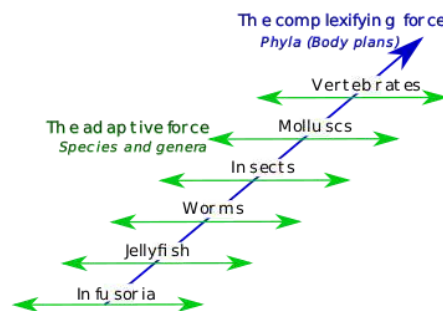 The complexifying force
Phyla (Body plans)
Vertebrates
The adaptive force
Species and genera
Molluscs
Insects
Worms
Jellyfish
Infusoria